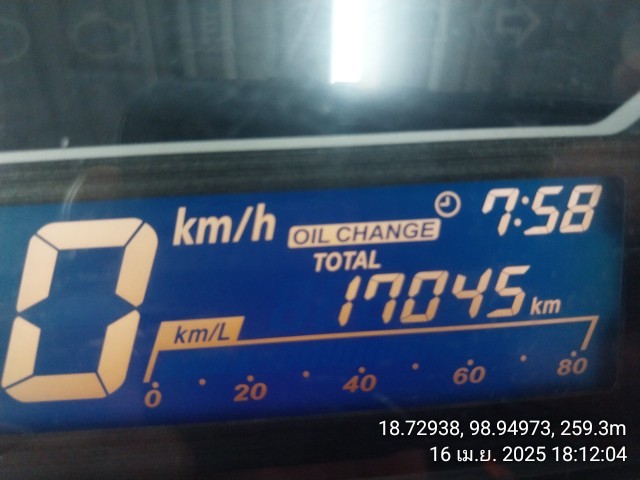 0 km/h OIL CHANGE 7:58
TOTAL
17045 km
km/L
0 20 40 60 80
18.72938, 98.94973, 259.3m
16 เม.ย. 2025 18:12:04